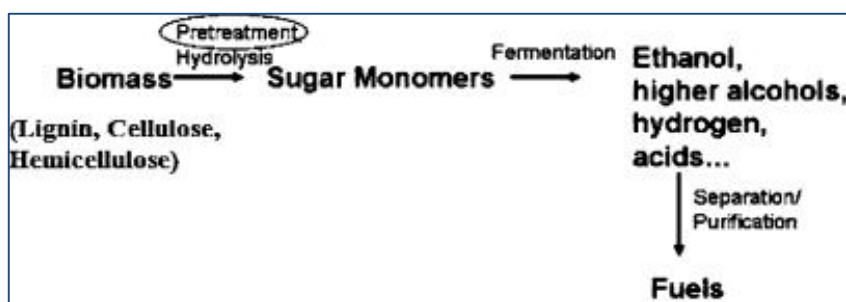 Pretreatment
Hydrolysis
Biomass
(Lignin, Cellulose,
Hemicellulose)
Sugar Monomers
Fermentation
Ethanol,
higher alcohols,
hydrogen,
acids...
Separation/
Purification
Fuels